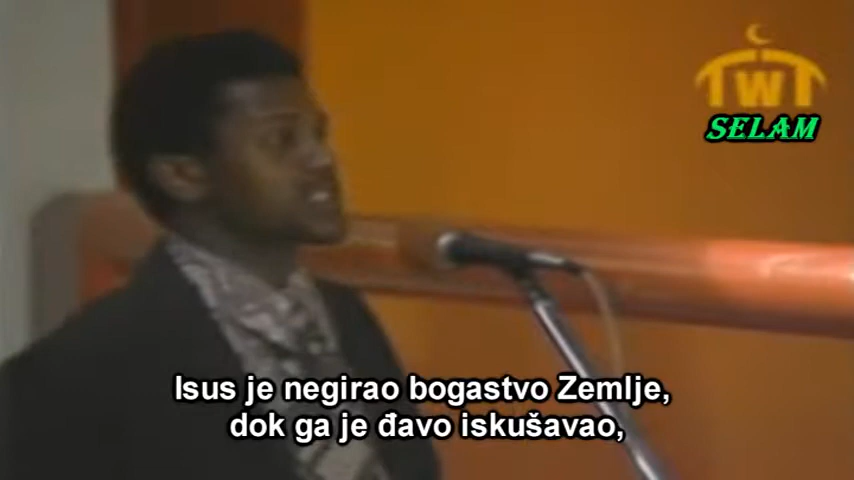 W
SELAM
Isus je negirao bogastvo Zemlje,
dok ga je đavo iskušavao,